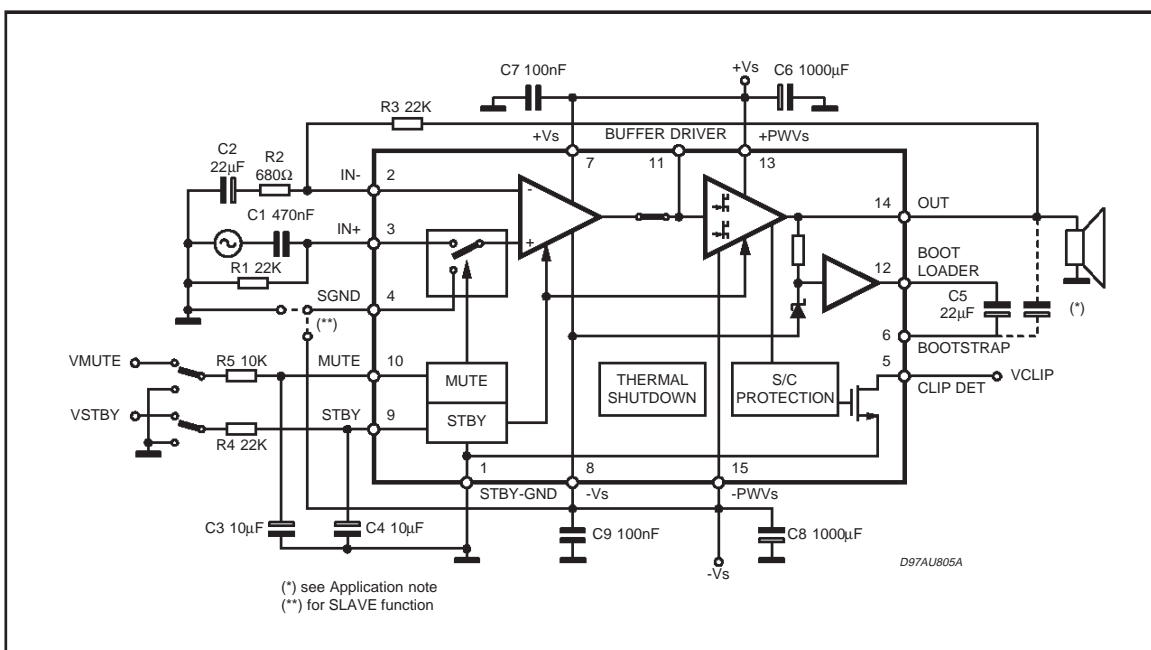 C7 100nF
+Vs
C6 1000µF
R3 22K
+Vs
BUFFER DRIVER
+PWVs
7
11
13
C2
22µF
R2
680Ω
IN-
2
-
14
OUT
C1 470nF
IN+
3
+
12
BOOT
LOADER
R1 22K
SGND
4
C5
22µF
(*)
(**)
6
BOOTSTRAP
VMUTE
R5 10K
MUTE
10
MUTE
THERMAL
SHUTDOWN
S/C
PROTECTION
5
VCLIP
CLIP DET
VSTBY
STBY
9
STBY
R4 22K
1
8
15
STBY-GND
-Vs
-PWVs
C3 10µF
C4 10µF
C9 100nF
C8 1000µF
-Vs
D97AU805A
(*) see Application note
(**) for SLAVE function